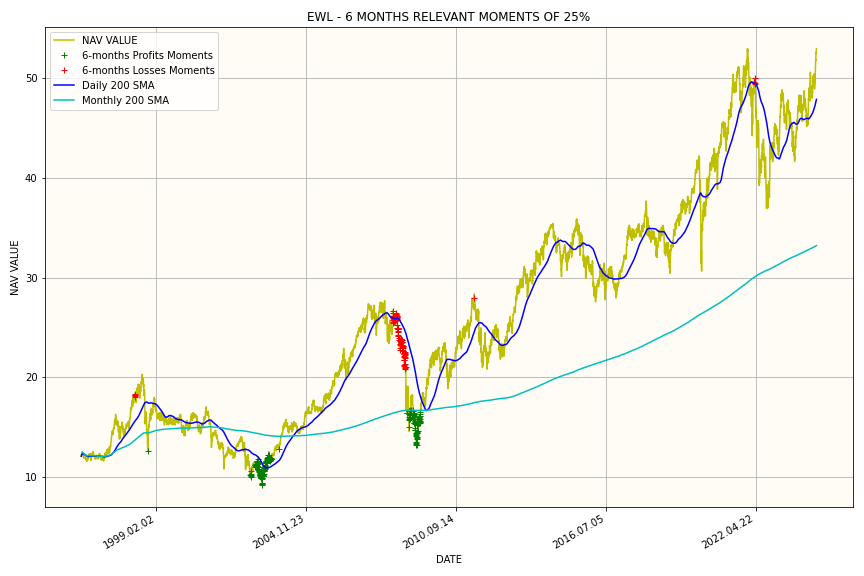 EWL - 6 MONTHS RELEVANT MOMENTS OF 25%
NAV VALUE
6-months Profits Moments
6-months Losses Moments
Daily 200 SMA
Monthly 200 SMA
50
40
30
20
10
NAV VALUE
1999.02.02
2004.11.23
2010.09.14
2016.07.05
2022.04.22
DATE